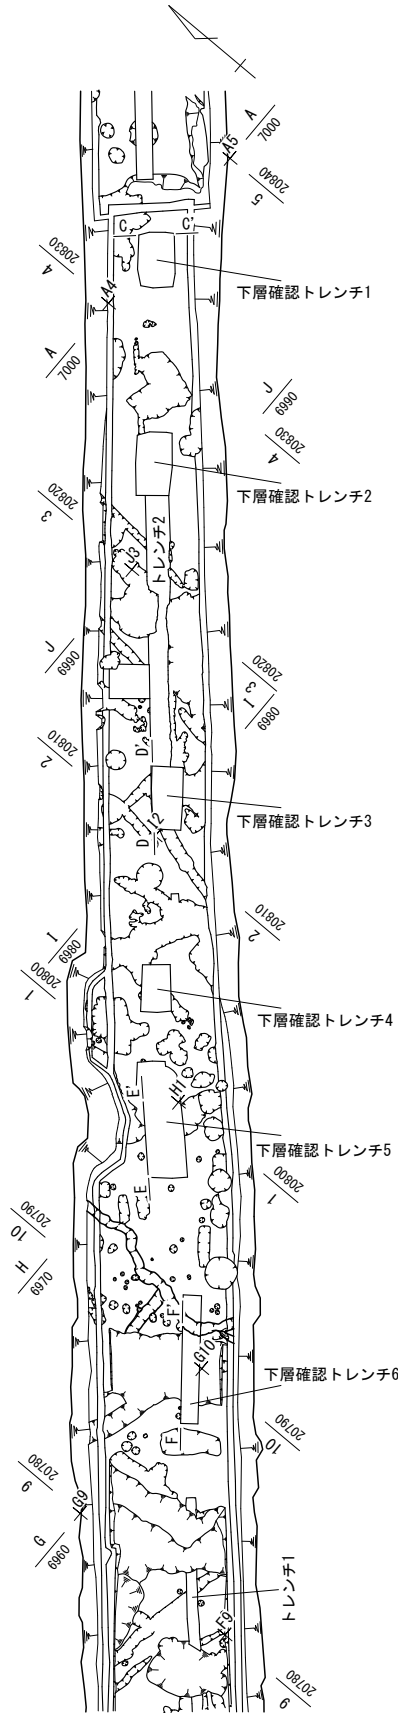 A
7000
A5
20840
5
C
C'
20830
4
下層確認トレンチ1
A4
A
7000
J
6990
20830
4
下層確認トレンチ2
20820
3
トレンチ2
J3
J
6990
20820
3
I
6980
20810
2
D'
下層確認トレンチ3
D
I2
20810
2
I
6980
20800
1
下層確認トレンチ4
E'
H1
下層確認トレンチ5
E
20800
1
20790
10
H
6970
F'
G10
下層確認トレンチ6
F
20790
10
20780
9
G9
G
6960
トレンチ1
F9
20780
9